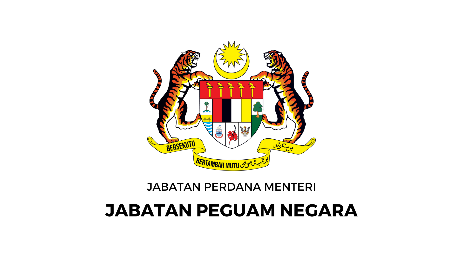 BERSEKUTU
BERTAMBAH MUTU
JABATAN PERDANA MENTERI
JABATAN PEGUAM NEGARA